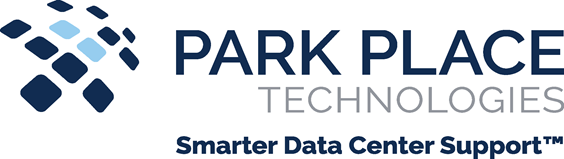 PARK PLACE
TECHNOLOGIES
Smarter Data Center Support™